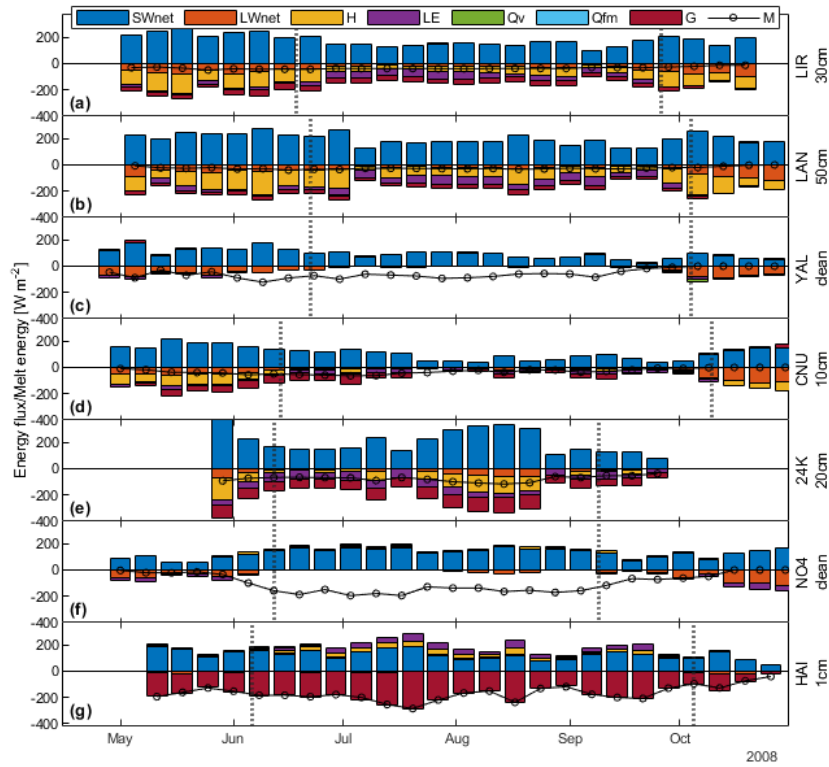 SWnet LWnet H LE Qv Qfm G M
Energy flux/Melt energy [W m-2]
200
0
-200
-400
(a)
LIR
30cm
200
0
-200
-400
(b)
LAN
50cm
200
0
-200
-400
(c)
YAL
clean
200
0
-200
-400
(d)
CNU
10cm
200
0
-200
-400
(e)
24K
20cm
200
0
-200
-400
(f)
NO4
clean
200
0
-200
-400
(g)
HAI
1cm
May Jun Jul Aug Sep Oct
2008